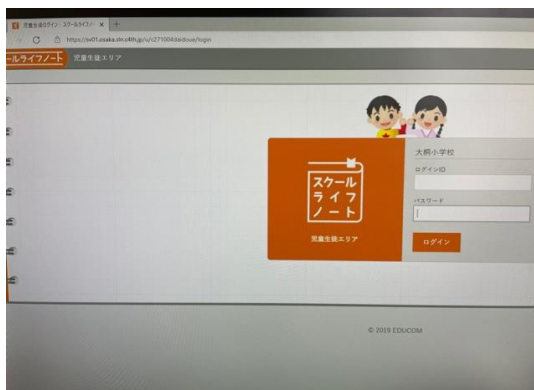 児童生徒ログイン｜スクールライフノー
https://sv01.osaka.sln.c4th.jp/u/c271004daidouw/login
ールライフノート 児童生徒エリア
大桐小学校
ログインID
スクール
ライフ
ノート
パスワード
児童生徒エリア
ログイン
© 2019 EDUCOM